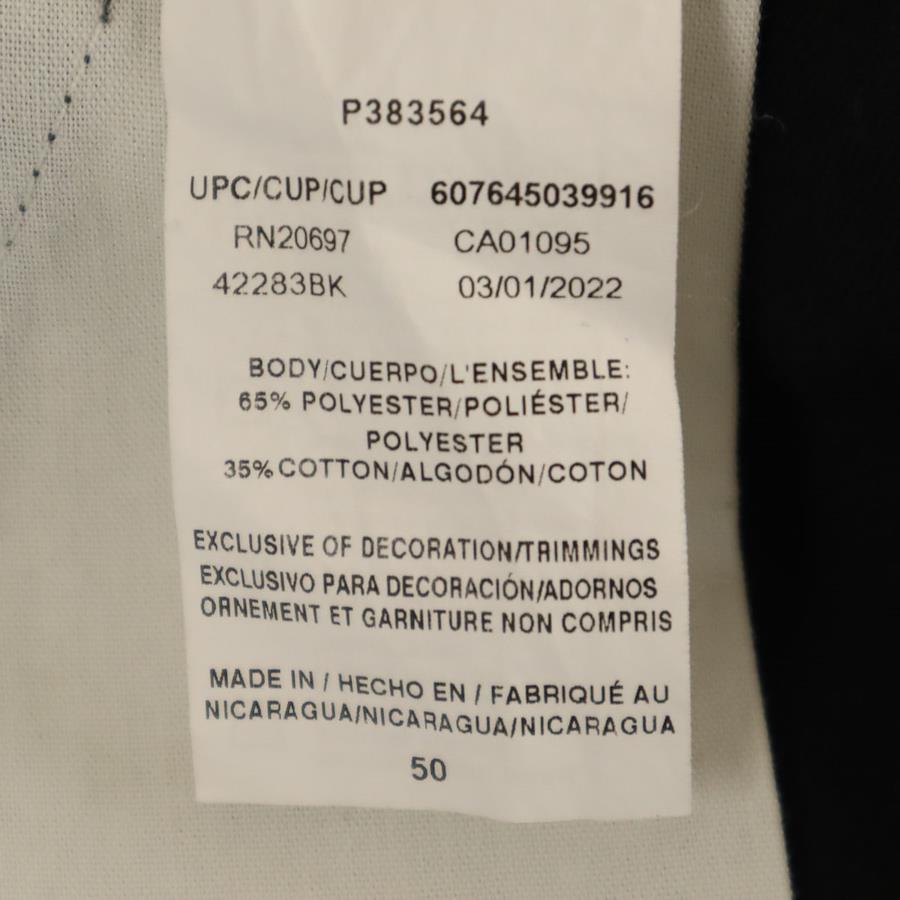 P383564
UPC/CUP/CUP 607645039916
RN20697 CA01095
42283BK 03/01/2022
BODY/CUERPO/L'ENSEMBLE:
65% POLYESTER/POLIÉSTER/
POLYESTER
35% COTTON/ALGODÓN/COTON
EXCLUSIVE OF DECORATION/TRIMMINGS
EXCLUSIVO PARA DECORACIÓN/ADORNOS
ORNEMENT ET GARNITURE NON COMPRIS
MADE IN / HECHO EN / FABRIQUÉ AU
NICARAGUA/NICARAGUA/NICARAGUA
50